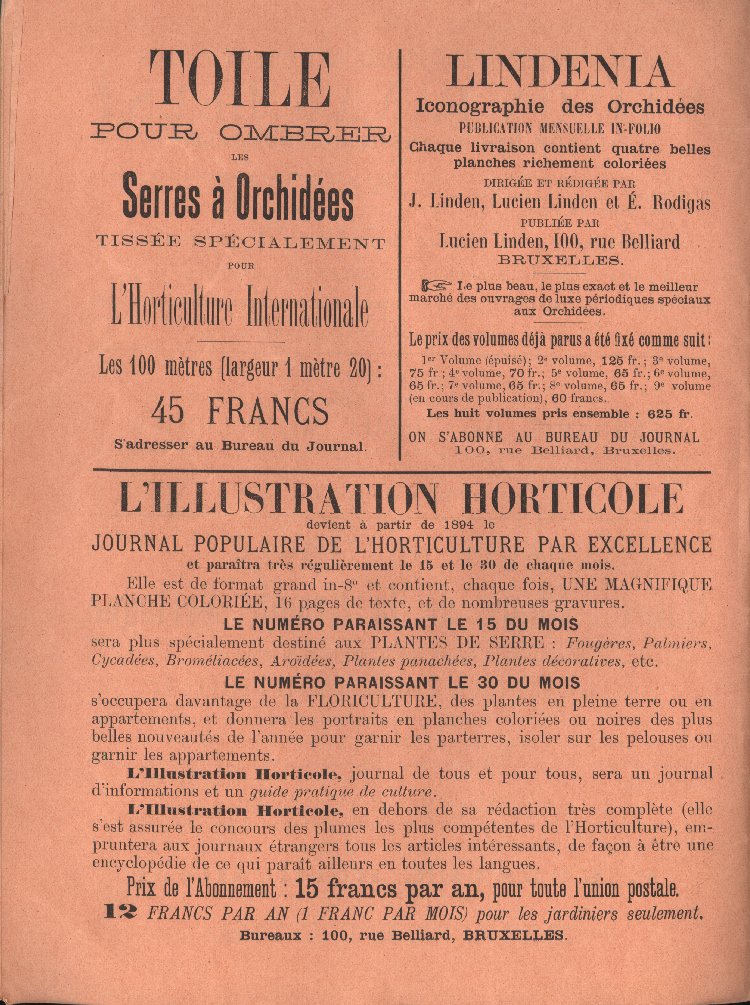 TOILE
POUR OMBRER
LES
Serres à Orchidées
TISSÉE SPÉCIALEMENT
POUR
L'Horticulture Internationale
Les 100 mètres (largeur 1 mètre 20) :
45 FRANCS
S'adresser au Bureau du Journal.
LINDENIA
Iconographie des Orchidées
PUBLICATION MENSUELLE IN-FOLIO
Chaque livraison contient quatre belles
planches richement coloriées
DIRIGÉE ET RÉDIGÉE PAR
J. Linden, Lucien Linden et É. Rodigas
PUBLIÉE PAR
Lucien Linden, 100, rue Belliard
BRUXELLES.
☞ Le plus beau, le plus exact et le meilleur
marché des ouvrages de luxe périodiques spéciaux
aux Orchidées.
Le prix des volumes déjà parus a été fixé comme suit :
1er Volume (épuisé); 2e volume, 125 fr.; 3e volume,
75 fr; 4e volume, 70 fr.; 5e volume, 65 fr.; 6e volume,
65 fr.; 7e volume, 65 fr.; 8e volume, 65 fr.; 9e volume
(en cours de publication), 60 francs.
Les huit volumes pris ensemble : 625 fr.
ON S'ABONNE AU BUREAU DU JOURNAL
100, rue Belliard, Bruxelles.
L'ILLUSTRATION HORTICOLE
devient à partir de 1894 le
JOURNAL POPULAIRE DE L'HORTICULTURE PAR EXCELLENCE
et paraîtra très régulièrement le 15 et le 30 de chaque mois.
Elle est de format grand in-8o et contient, chaque fois, UNE MAGNIFIQUE
PLANCHE COLORIÉE, 16 pages de texte, et de nombreuses gravures.
LE NUMÉRO PARAISSANT LE 15 DU MOIS
sera plus spécialement destiné aux PLANTES DE SERRE : Fougères, Palmiers,
Cycadées, Broméliacées, Aroïdées, Plantes panachées, Plantes décoratives, etc.
LE NUMÉRO PARAISSANT LE 30 DU MOIS
s'occupera davantage de la FLORICULTURE, des plantes en pleine terre ou en
appartements, et donnera les portraits en planches coloriées ou noires des plus
belles nouveautés de l'année pour garnir les parterres, isoler sur les pelouses ou
garnir les appartements.
L'Illustration Horticole, journal de tous et pour tous, sera un journal
d'informations et un guide pratique de culture.
L'Illustration Horticole, en dehors de sa rédaction très complète (elle
s'est assurée le concours des plumes les plus compétentes de l'Horticulture), em-
pruntera aux journaux étrangers tous les articles intéressants, de façon à être une
encyclopédie de ce qui paraît ailleurs en toutes les langues.
Prix de l'Abonnement : 15 francs par an, pour toute l'union postale.
12 FRANCS PAR AN (1 FRANC PAR MOIS) pour les jardiniers seulement.
Bureaux : 100, rue Belliard, BRUXELLES.